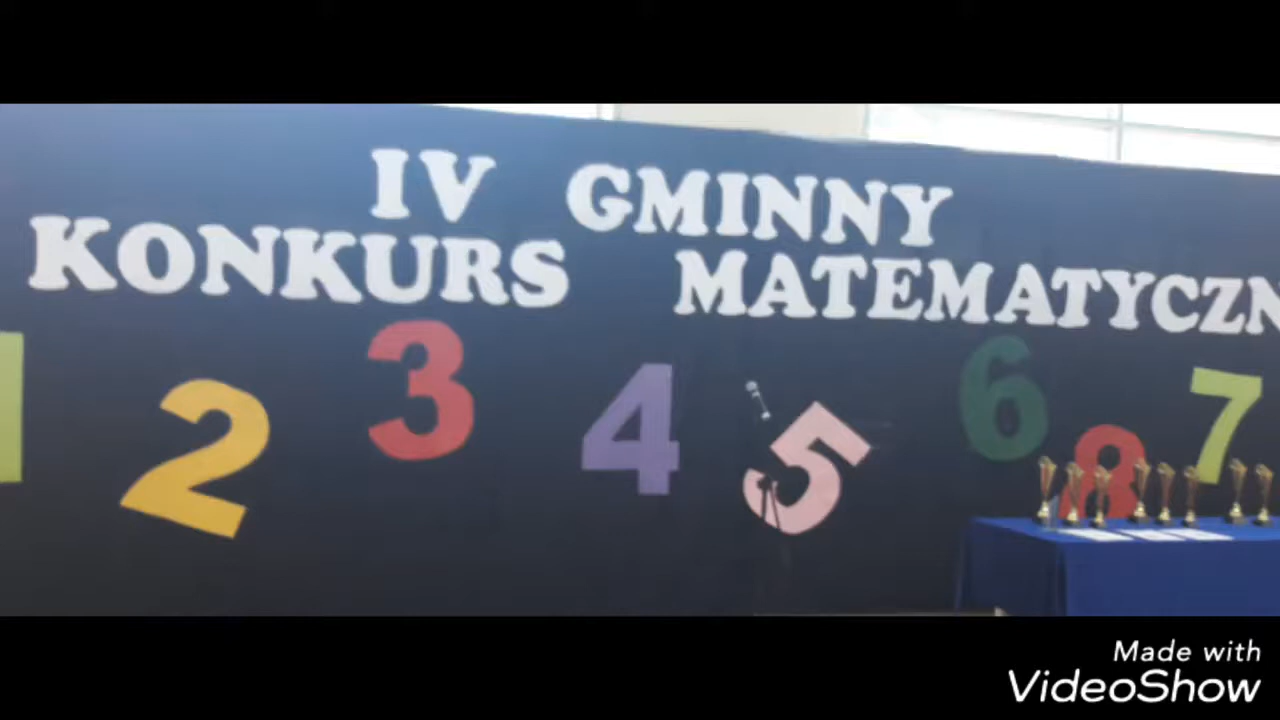 IV GMINNY
KONKURS MATEMATYCZN
1 2 3 4 5 6 7
8
Made with
VideoShow